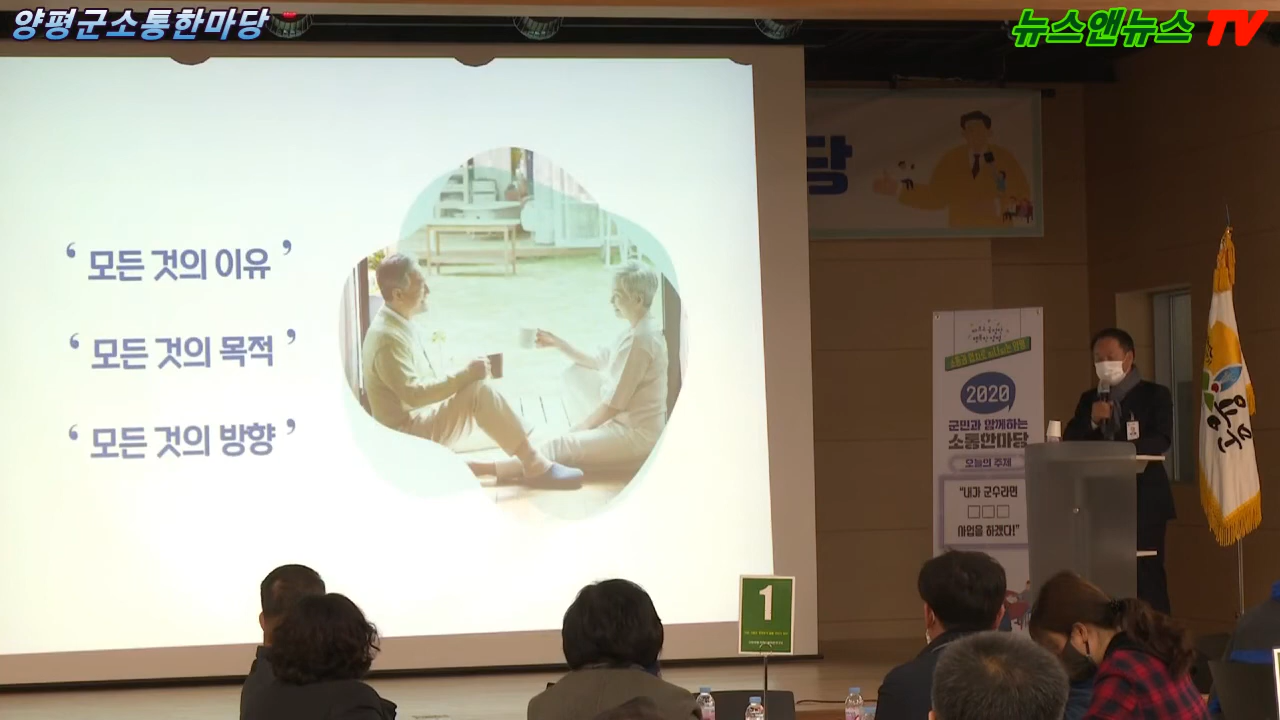 양평군소통한마당
뉴스앤뉴스 TV
당
‘ 모든 것의 이유 ’
‘ 모든 것의 목적 ’
‘ 모든 것의 방향 ’
2020
군민과 함께하는
소통한마당
오늘의 주제
“내가 군수라면
□□□
사업을 하겠다!”
1